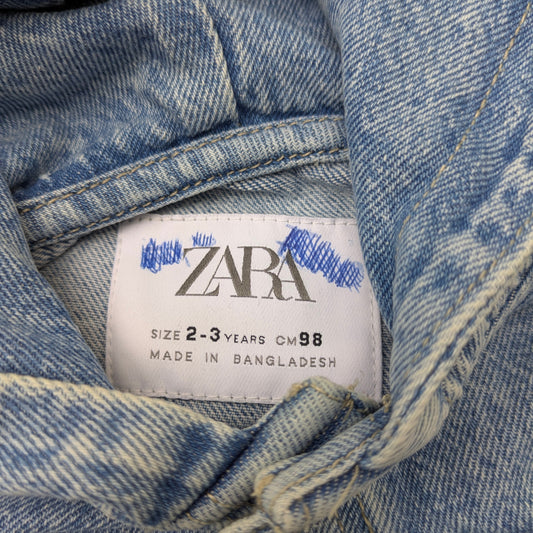 ZARA
SIZE 2-3 YEARS CM 98
MADE IN BANGLADESH